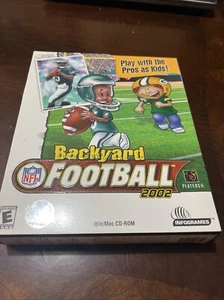 Play with the
Pros as Kids!
Backyard
NFL
FOOTBALL
2002
PLAYERS
E
Win/Mac CD-ROM
INFOGRAMES